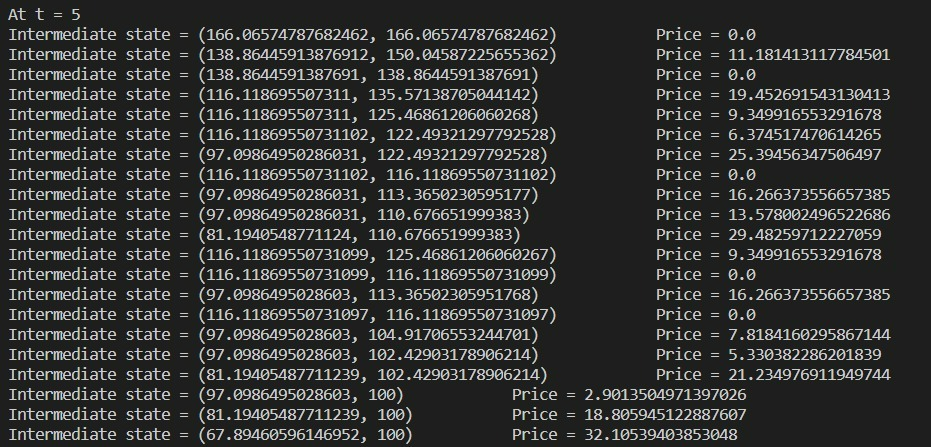 At t = 5
Intermediate state = (166.06574787682462, 166.06574787682462) Price = 0.0
Intermediate state = (138.86445913876912, 150.04587225655362) Price = 11.181413117784501
Intermediate state = (138.8644591387691, 138.8644591387691) Price = 0.0
Intermediate state = (116.118695507311, 135.57138705044142) Price = 19.452691543130413
Intermediate state = (116.118695507311, 125.46861206060268) Price = 9.349916553291678
Intermediate state = (116.11869550731102, 122.49321297792528) Price = 6.374517470614265
Intermediate state = (97.09864950286031, 122.49321297792528) Price = 25.39456347506497
Intermediate state = (116.11869550731102, 116.11869550731102) Price = 0.0
Intermediate state = (97.09864950286031, 113.3650230595177) Price = 16.266373556657385
Intermediate state = (97.09864950286031, 110.676651999383) Price = 13.578002496522686
Intermediate state = (81.1940548771124, 110.676651999383) Price = 29.48259712227059
Intermediate state = (116.11869550731099, 125.46861206060267) Price = 9.349916553291678
Intermediate state = (116.11869550731099, 116.11869550731099) Price = 0.0
Intermediate state = (97.0986495028603, 113.36502305951768) Price = 16.266373556657385
Intermediate state = (116.11869550731097, 116.11869550731097) Price = 0.0
Intermediate state = (97.0986495028603, 104.91706553244701) Price = 7.8184160295867144
Intermediate state = (97.0986495028603, 102.42903178906214) Price = 5.330382286201839
Intermediate state = (81.19405487711239, 102.42903178906214) Price = 21.234976911949744
Intermediate state = (97.0986495028603, 100) Price = 2.9013504971397026
Intermediate state = (81.19405487711239, 100) Price = 18.805945122887607
Intermediate state = (67.89460596146952, 100) Price = 32.10539403853048